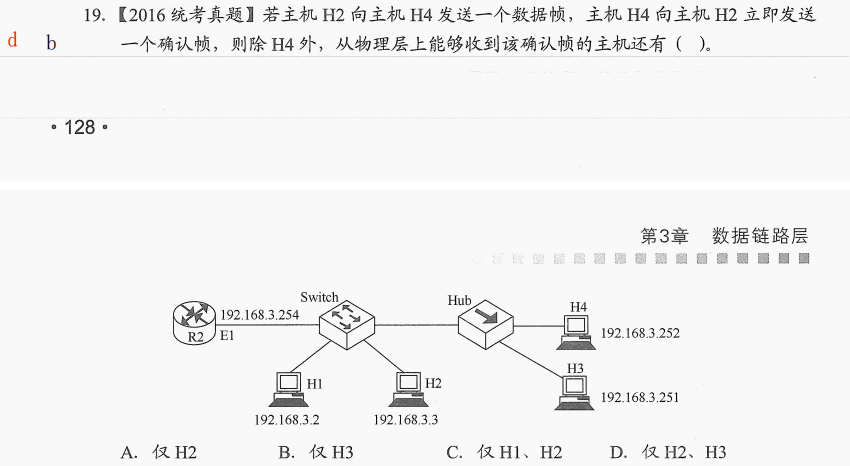 19.【2016 统考真题】若主机 H2 向主机 H4 发送一个数据帧，主机 H4 向主机 H2 立即发送
d b 一个确认帧，则除 H4 外，从物理层上能够收到该确认帧的主机还有（ ）。
·128·
第3章 数据链路层
Switch Hub H4
192.168.3.254
R2 E1 192.168.3.252
H3
H1 H2
192.168.3.251
192.168.3.2 192.168.3.3
A. 仅 H2 B. 仅 H3 C. 仅 H1、H2 D. 仅 H2、H3